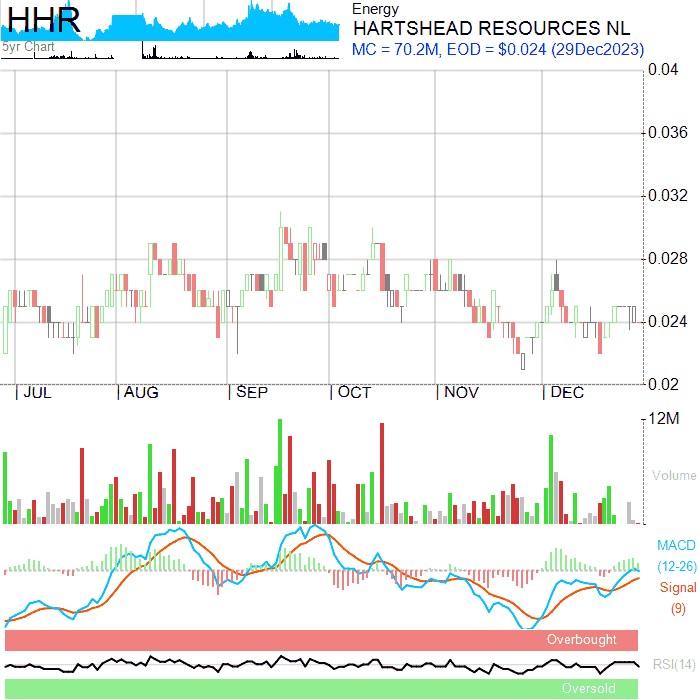 HHR
5yr Chart
Energy
HARTSHEAD RESOURCES NL
MC = 70.2M, EOD = $0.024 (29Dec2023)
0.04
0.036
0.032
0.028
0.024
0.02
JUL AUG SEP OCT NOV DEC
12M
Volume
MACD
(12-26)
Signal
(9)
Overbought
RSI(14)
Oversold